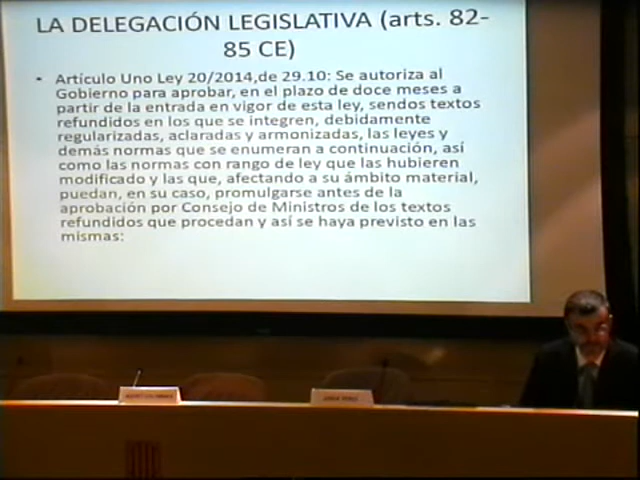 LA DELEGACIÓN LEGISLATIVA (arts. 82-
85 CE)
• Artículo Uno Ley 20/2014,de 29.10: Se autoriza al
Gobierno para aprobar, en el plazo de doce meses a
partir de la entrada en vigor de esta ley, sendos textos
refundidos en los que se integren, debidamente
regularizadas, aclaradas y armonizadas, las leyes y
demás normas que se enumeran a continuación, así
como las normas con rango de ley que las hubieren
modificado y las que, afectando a su ámbito material,
puedan, en su caso, promulgarse antes de la
aprobación por Consejo de Ministros de los textos
refundidos que procedan y así se haya previsto en las
mismas: